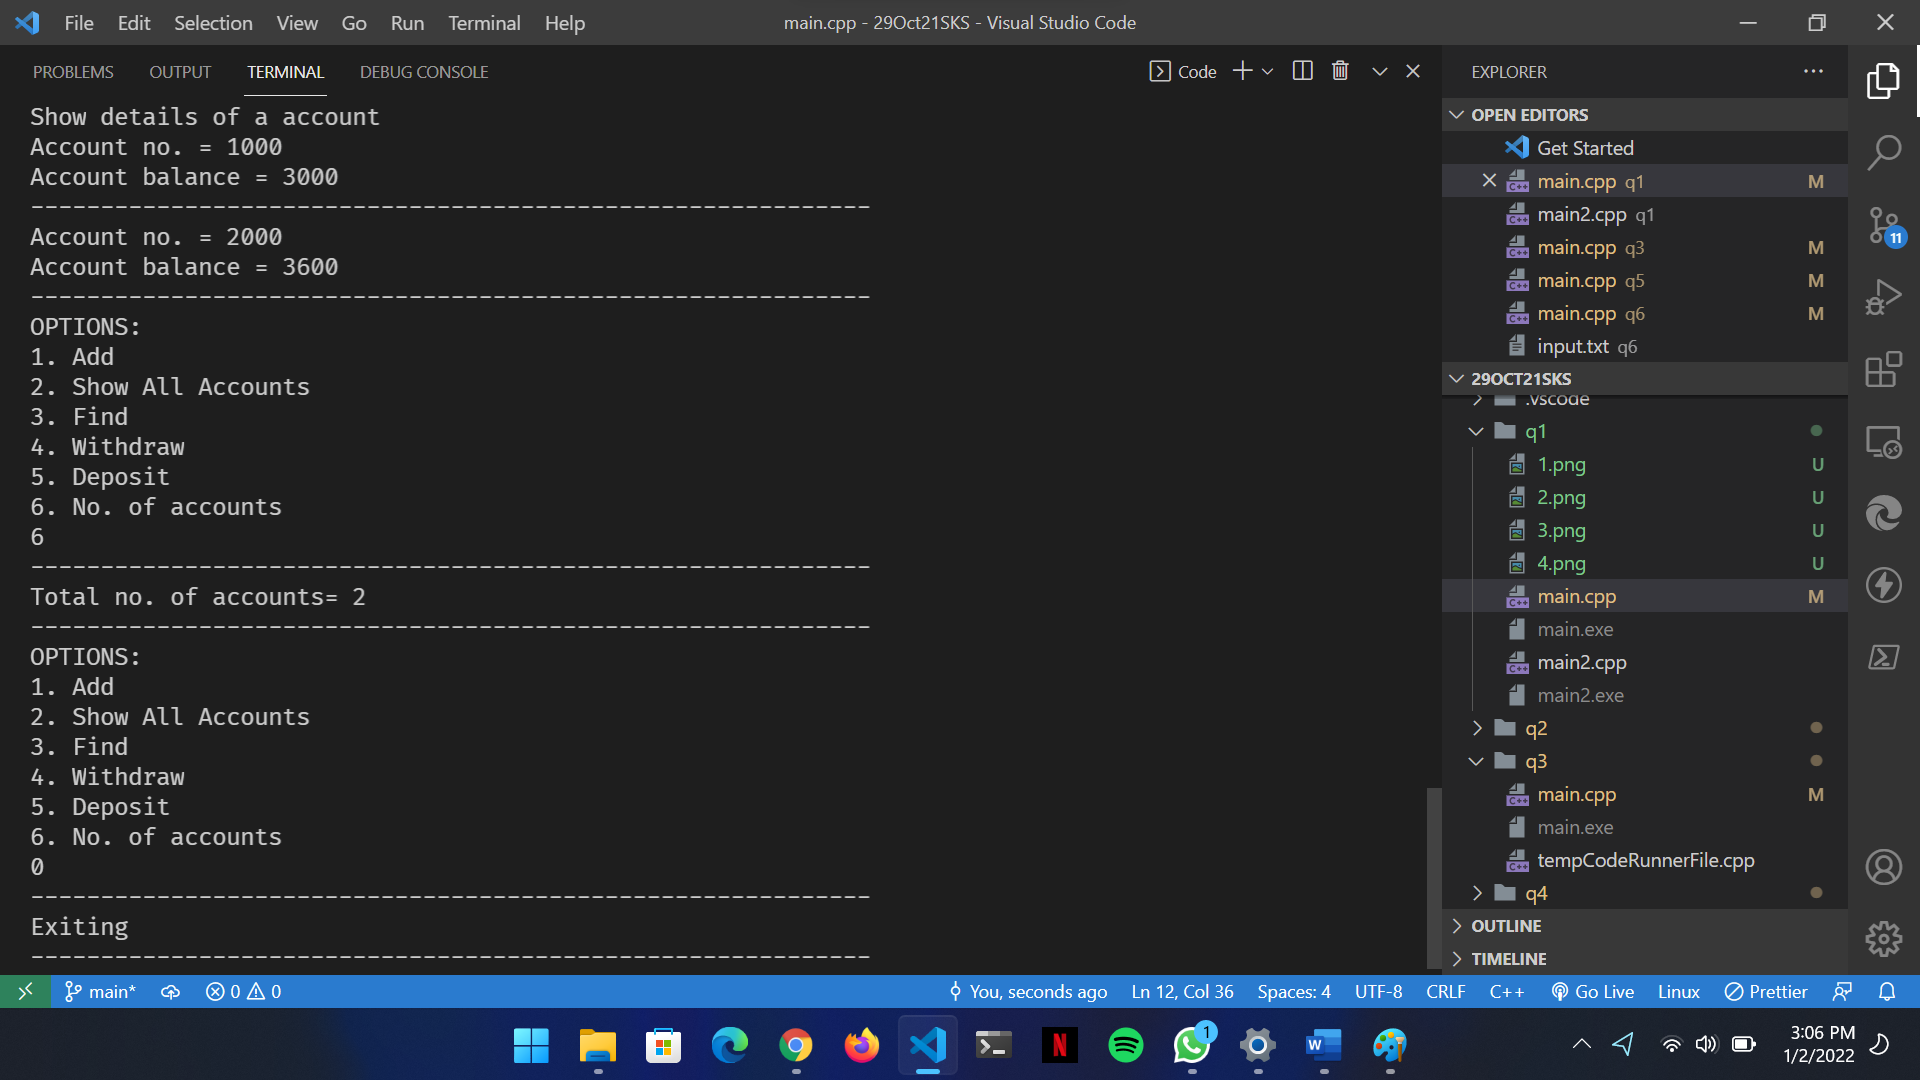 File Edit Selection View Go Run Terminal Help
main.cpp - 29Oct21SKS - Visual Studio Code
PROBLEMS OUTPUT TERMINAL DEBUG CONSOLE
Code
Show details of a account
Account no. = 1000
Account balance = 3000
------------------------------------------------------------
Account no. = 2000
Account balance = 3600
------------------------------------------------------------
OPTIONS:
1. Add
2. Show All Accounts
3. Find
4. Withdraw
5. Deposit
6. No. of accounts
6
------------------------------------------------------------
Total no. of accounts= 2
------------------------------------------------------------
OPTIONS:
1. Add
2. Show All Accounts
3. Find
4. Withdraw
5. Deposit
6. No. of accounts
0
------------------------------------------------------------
Exiting
------------------------------------------------------------
EXPLORER
OPEN EDITORS
Get Started
main.cpp q1 M
main2.cpp q1
main.cpp q3 M
main.cpp q5 M
main.cpp q6 M
input.txt q6
29OCT21SKS
.vscode
q1
1.png U
2.png U
3.png U
4.png U
main.cpp M
main.exe
main2.cpp
main2.exe
q2
q3
main.cpp M
main.exe
tempCodeRunnerFile.cpp
q4
OUTLINE
TIMELINE
11
main* 0 0
You, seconds ago Ln 12, Col 36 Spaces: 4 UTF-8 CRLF C++ Go Live Linux Prettier
1
3:06 PM
1/2/2022